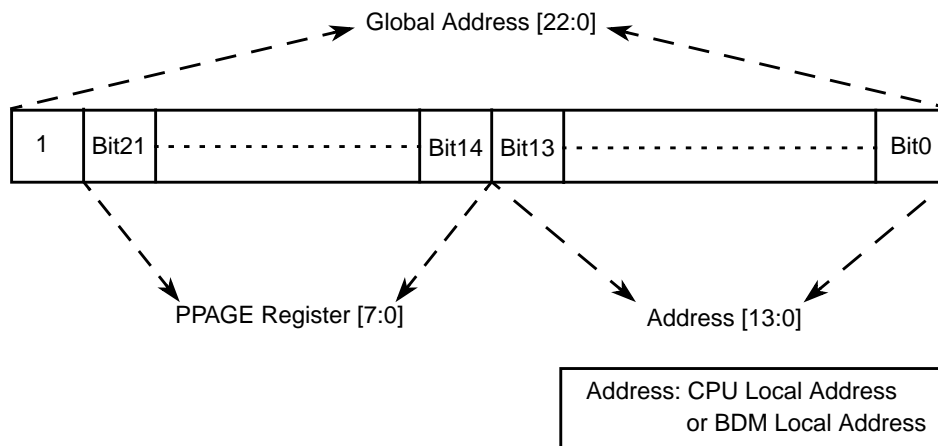 Global Address [22:0]
1 Bit21 Bit14 Bit13 Bit0
PPAGE Register [7:0]
Address [13:0]
Address: CPU Local Address
or BDM Local Address